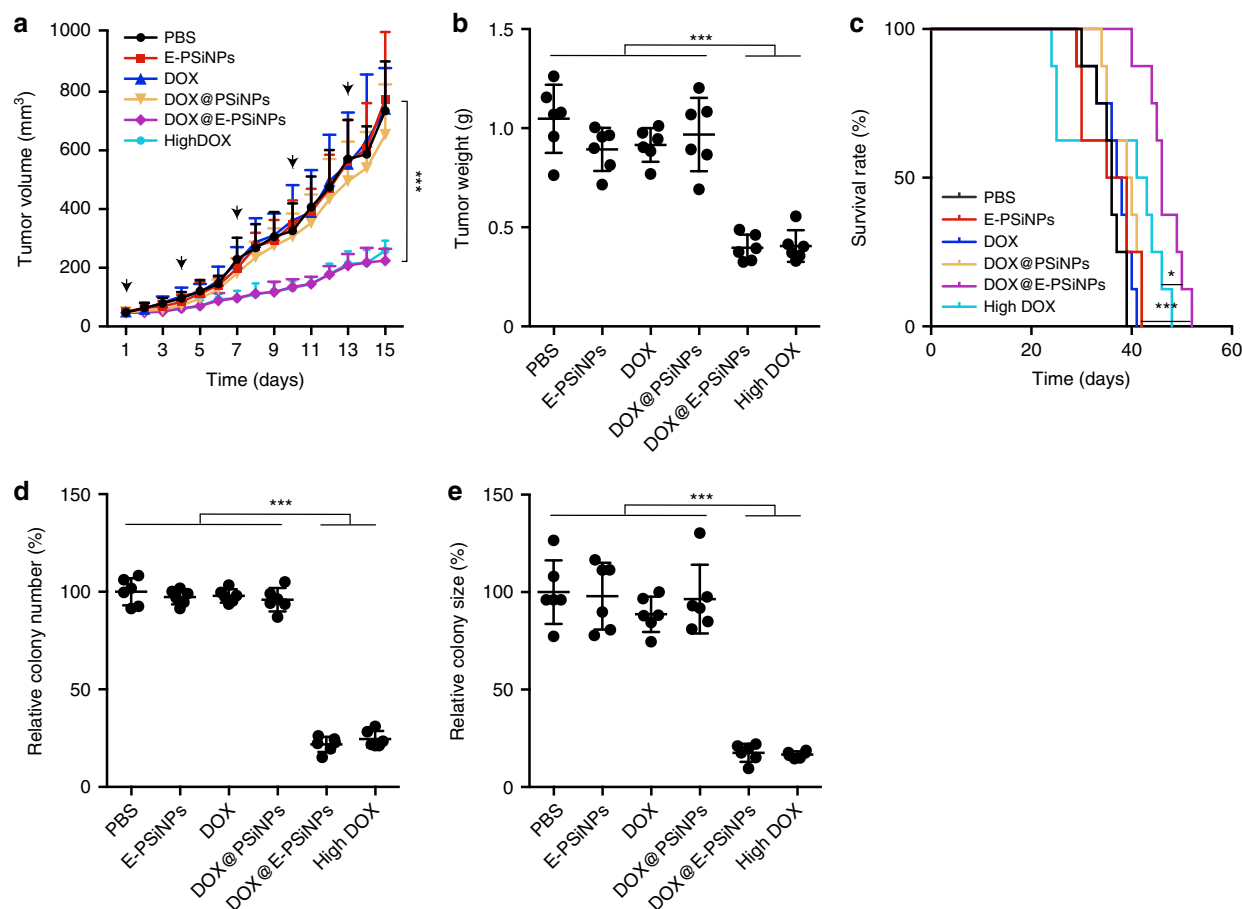 a
1000
800
600
400
200
0
Tumor volume (mm³)
PBS
E-PSiNPs
DOX
DOX@PSiNPs
DOX@E-PSiNPs
HighDOX
***
1 3 5 7 9 11 13 15
Time (days)
b
1.5
1.0
0.5
0
Tumor weight (g)
***
PBS
E-PSiNPs
DOX
DOX@PSiNPs
DOX@E-PSiNPs
High DOX
c
100
50
0
Survival rate (%)
PBS
E-PSiNPs
DOX
DOX@PSiNPs
DOX@E-PSiNPs
High DOX
*
***
0 20 40 60
Time (days)
d
150
100
50
0
Relative colony number (%)
***
PBS
E-PSiNPs
DOX
DOX@PSiNPs
DOX@E-PSiNPs
High DOX
e
150
100
50
0
Relative colony size (%)
***
PBS
E-PSiNPs
DOX
DOX@PSiNPs
DOX@E-PSiNPs
High DOX